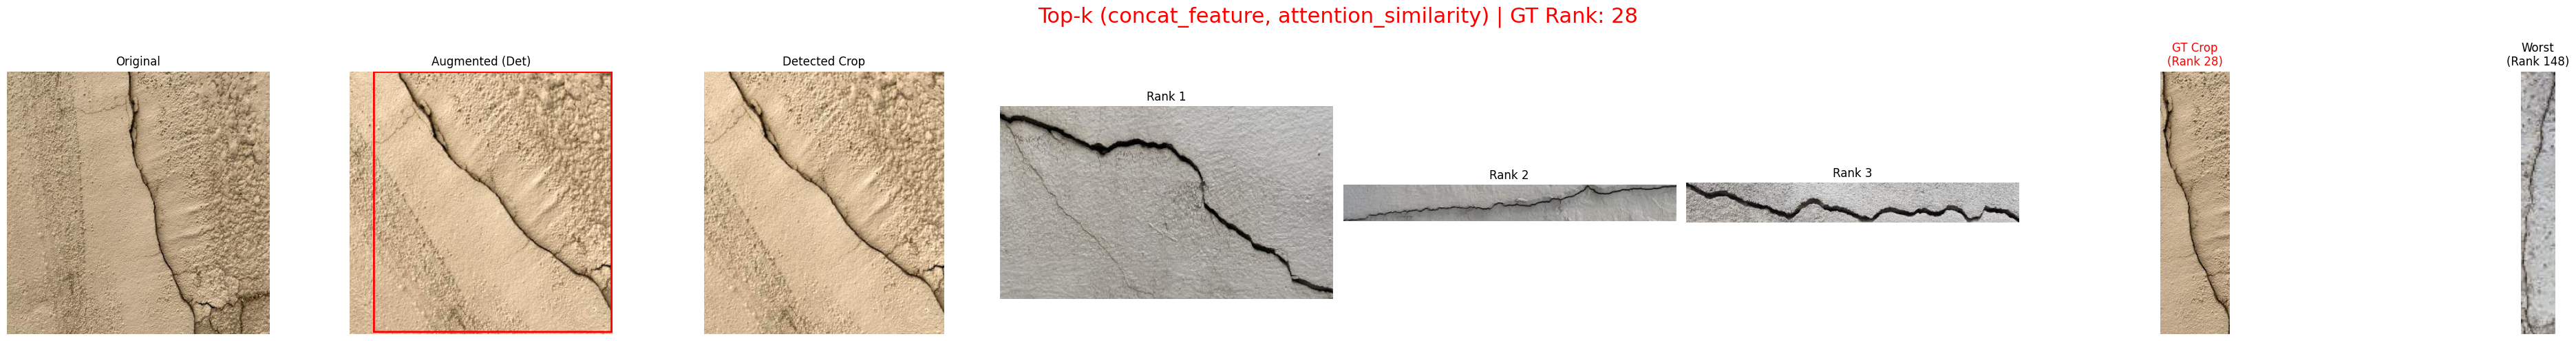 Top-k (concat_feature, attention_similarity) | GT Rank: 28
Original
Augmented (Det)
Detected Crop
Rank 1
Rank 2
Rank 3
GT Crop
(Rank 28)
Worst
(Rank 148)